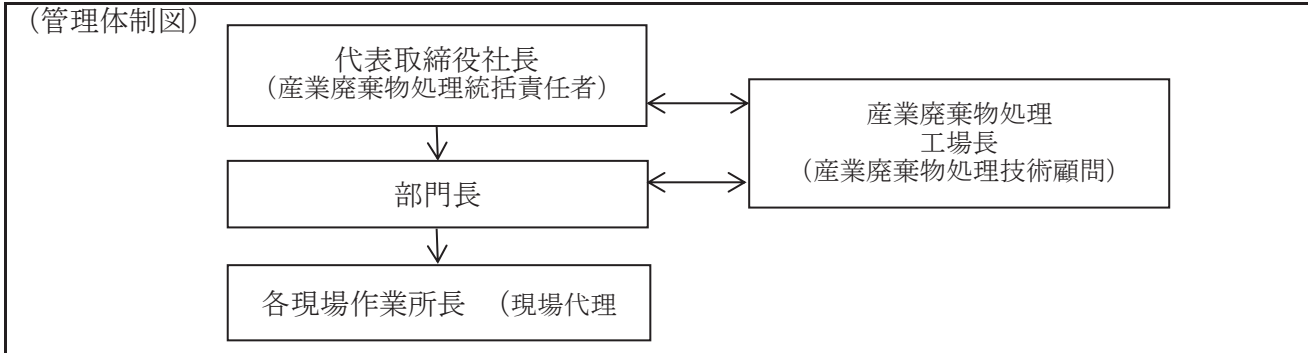 (管理体制図)
代表取締役社長
(産業廃棄物処理統括責任者)
産業廃棄物処理
工場長
(産業廃棄物処理技術顧問)
部門長
各現場作業所長 (現場代理